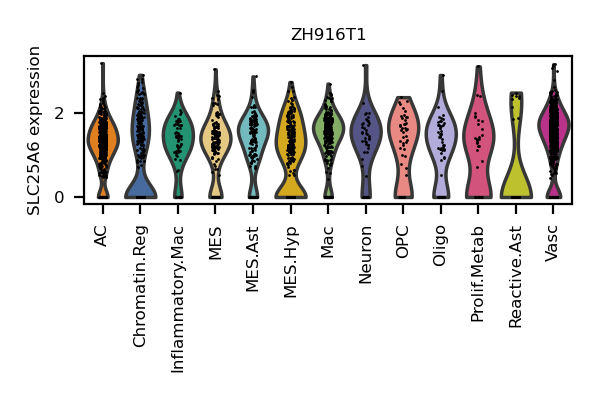 ZH916T1
SLC25A6 expression
2
0
AC
Chromatin.Reg
Inflammatory.Mac
MES
MES.Ast
MES.Hyp
Mac
Neuron
OPC
Oligo
Prolif.Metab
Reactive.Ast
Vasc